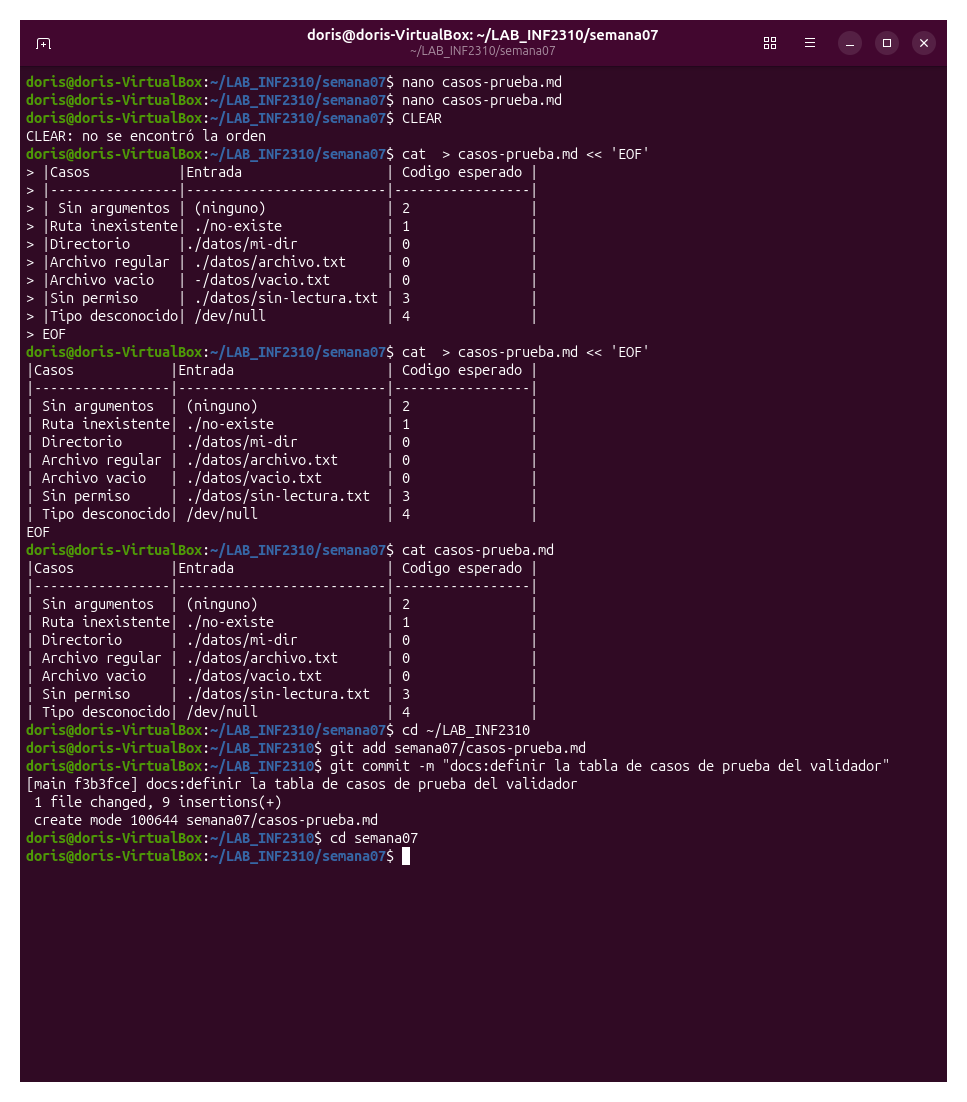 doris@doris-VirtualBox: ~/LAB_INF2310/semana07
~/LAB_INF2310/semana07
doris@doris-VirtualBox:~/LAB_INF2310/semana07$ nano casos-prueba.md
doris@doris-VirtualBox:~/LAB_INF2310/semana07$ nano casos-prueba.md
doris@doris-VirtualBox:~/LAB_INF2310/semana07$ CLEAR
CLEAR: no se encontró la orden
doris@doris-VirtualBox:~/LAB_INF2310/semana07$ cat  > casos-prueba.md << 'EOF'
> |Casos           |Entrada                  | Codigo esperado |
> |----------------|-------------------------|-----------------|
> | Sin argumentos | (ninguno)               | 2               |
> |Ruta inexistente| ./no-existe             | 1               |
> |Directorio      |./datos/mi-dir           | 0               |
> |Archivo regular | ./datos/archivo.txt     | 0               |
> |Archivo vacio   | -/datos/vacio.txt       | 0               |
> |Sin permiso     | ./datos/sin-lectura.txt | 3               |
> |Tipo desconocido| /dev/null               | 4               |
> EOF
doris@doris-VirtualBox:~/LAB_INF2310/semana07$ cat  > casos-prueba.md << 'EOF'
|Casos            |Entrada                   | Codigo esperado |
|-----------------|--------------------------|-----------------|
| Sin argumentos  | (ninguno)                | 2               |
| Ruta inexistente| ./no-existe              | 1               |
| Directorio      | ./datos/mi-dir           | 0               |
| Archivo regular | ./datos/archivo.txt      | 0               |
| Archivo vacio   | ./datos/vacio.txt        | 0               |
| Sin permiso     | ./datos/sin-lectura.txt  | 3               |
| Tipo desconocido| /dev/null                | 4               |
EOF
doris@doris-VirtualBox:~/LAB_INF2310/semana07$ cat casos-prueba.md
|Casos            |Entrada                   | Codigo esperado |
|-----------------|--------------------------|-----------------|
| Sin argumentos  | (ninguno)                | 2               |
| Ruta inexistente| ./no-existe              | 1               |
| Directorio      | ./datos/mi-dir           | 0               |
| Archivo regular | ./datos/archivo.txt      | 0               |
| Archivo vacio   | ./datos/vacio.txt        | 0               |
| Sin permiso     | ./datos/sin-lectura.txt  | 3               |
| Tipo desconocido| /dev/null                | 4               |
doris@doris-VirtualBox:~/LAB_INF2310/semana07$ cd ~/LAB_INF2310
doris@doris-VirtualBox:~/LAB_INF2310$ git add semana07/casos-prueba.md
doris@doris-VirtualBox:~/LAB_INF2310$ git commit -m "docs:definir la tabla de casos de prueba del validador"
[main f3b3fce] docs:definir la tabla de casos de prueba del validador
 1 file changed, 9 insertions(+)
 create mode 100644 semana07/casos-prueba.md
doris@doris-VirtualBox:~/LAB_INF2310$ cd semana07
doris@doris-VirtualBox:~/LAB_INF2310/semana07$